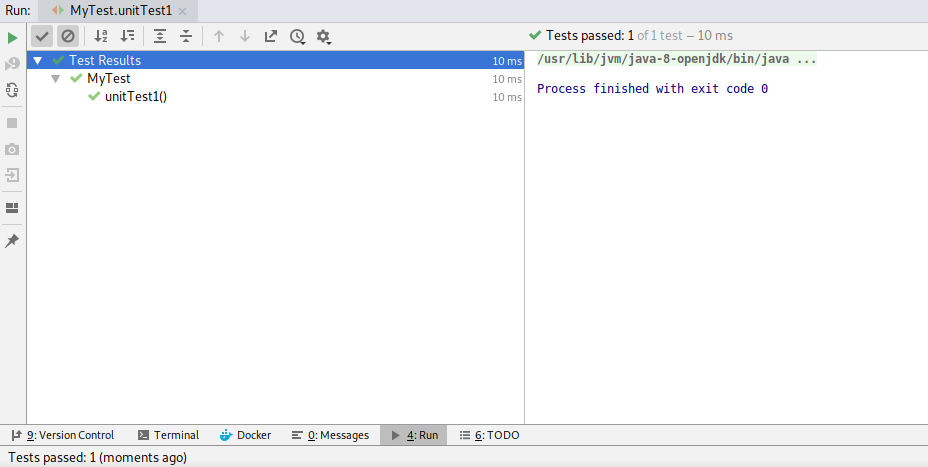 Run: MyTest.unitTest1
Tests passed: 1 of 1 test – 10 ms
Test Results 10 ms
MyTest 10 ms
unitTest1() 10 ms
/usr/lib/jvm/java-8-openjdk/bin/java ...
Process finished with exit code 0
9: Version Control Terminal Docker 0: Messages 4: Run 6: TODO
Tests passed: 1 (moments ago)